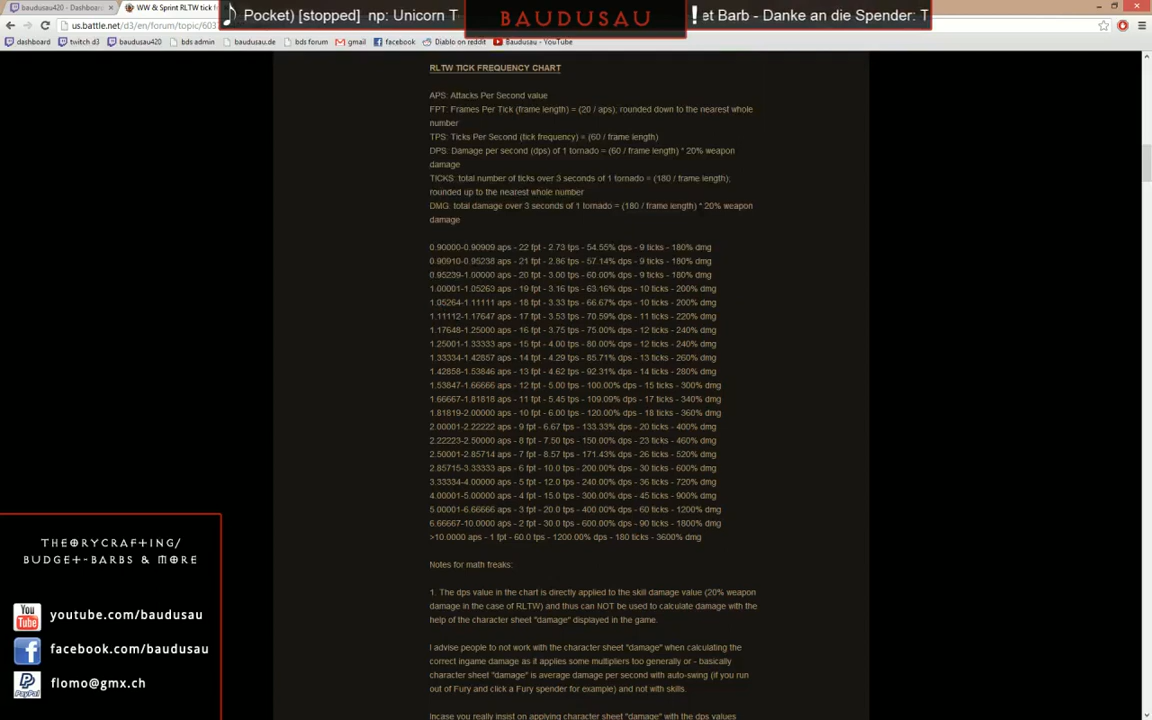 baudusau420 - Dashboard
WW & Sprint RLTW tick f
Pocket) [stopped]  np: Unicorn T
BAUDUSAU
et Barb - Danke an die Spender: T
us.battle.net/d3/en/forum/topic/603
dashboard twitch d3 baudusau420 bds admin baudusau.de bds forum gmail facebook Diablo on reddit Baudusau - YouTube
RLTW TICK FREQUENCY CHART
APS: Attacks Per Second value
FPT: Frames Per Tick (frame length) = (20 / aps); rounded down to the nearest whole
number
TPS: Ticks Per Second (tick frequency) = (60 / frame length)
DPS: Damage per second (dps) of 1 tornado = (60 / frame length) * 20% weapon
damage
TICKS: total number of ticks over 3 seconds of 1 tornado = (180 / frame length);
rounded up to the nearest whole number
DMG: total damage over 3 seconds of 1 tornado = (180 / frame length) * 20% weapon
damage
0.90000-0.90909 aps - 22 fpt - 2.73 tps - 54.55% dps - 9 ticks - 180% dmg
0.90910-0.95238 aps - 21 fpt - 2.86 tps - 57.14% dps - 9 ticks - 180% dmg
0.95239-1.00000 aps - 20 fpt - 3.00 tps - 60.00% dps - 9 ticks - 180% dmg
1.00001-1.05263 aps - 19 fpt - 3.16 tps - 63.16% dps - 10 ticks - 200% dmg
1.05264-1.11111 aps - 18 fpt - 3.33 tps - 66.67% dps - 10 ticks - 200% dmg
1.11112-1.17647 aps - 17 fpt - 3.53 tps - 70.59% dps - 11 ticks - 220% dmg
1.17648-1.25000 aps - 16 fpt - 3.75 tps - 75.00% dps - 12 ticks - 240% dmg
1.25001-1.33333 aps - 15 fpt - 4.00 tps - 80.00% dps - 12 ticks - 240% dmg
1.33334-1.42857 aps - 14 fpt - 4.29 tps - 85.71% dps - 13 ticks - 260% dmg
1.42858-1.53846 aps - 13 fpt - 4.62 tps - 92.31% dps - 14 ticks - 280% dmg
1.53847-1.66666 aps - 12 fpt - 5.00 tps - 100.00% dps - 15 ticks - 300% dmg
1.66667-1.81818 aps - 11 fpt - 5.45 tps - 109.09% dps - 17 ticks - 340% dmg
1.81819-2.00000 aps - 10 fpt - 6.00 tps - 120.00% dps - 18 ticks - 360% dmg
2.00001-2.22222 aps - 9 fpt - 6.67 tps - 133.33% dps - 20 ticks - 400% dmg
2.22223-2.50000 aps - 8 fpt - 7.50 tps - 150.00% dps - 23 ticks - 460% dmg
2.50001-2.85714 aps - 7 fpt - 8.57 tps - 171.43% dps - 26 ticks - 520% dmg
2.85715-3.33333 aps - 6 fpt - 10.0 tps - 200.00% dps - 30 ticks - 600% dmg
3.33334-4.00000 aps - 5 fpt - 12.0 tps - 240.00% dps - 36 ticks - 720% dmg
4.00001-5.00000 aps - 4 fpt - 15.0 tps - 300.00% dps - 45 ticks - 900% dmg
5.00001-6.66666 aps - 3 fpt - 20.0 tps - 400.00% dps - 60 ticks - 1200% dmg
6.66667-10.0000 aps - 2 fpt - 30.0 tps - 600.00% dps - 90 ticks - 1800% dmg
>10.0000 aps - 1 fpt - 60.0 tps - 1200.00% dps - 180 ticks - 3600% dmg
Notes for math freaks:
1. The dps value in the chart is directly applied to the skill damage value (20% weapon
damage in the case of RLTW) and thus can NOT be used to calculate damage with the
help of the character sheet "damage" displayed in the game.
I advise people to not work with the character sheet "damage" when calculating the
correct ingame damage as it applies some multipliers too generally or - basically
character sheet "damage" is average damage per second with auto-swing (if you run
out of Fury and click a Fury spender for example) and not with skills.
Incase you really insist on applying character sheet "damage" with the dps values
THEORYCRAFTING/
BUDGET-BARBS & MORE
youtube.com/baudusau
facebook.com/baudusau
flomo@gmx.ch